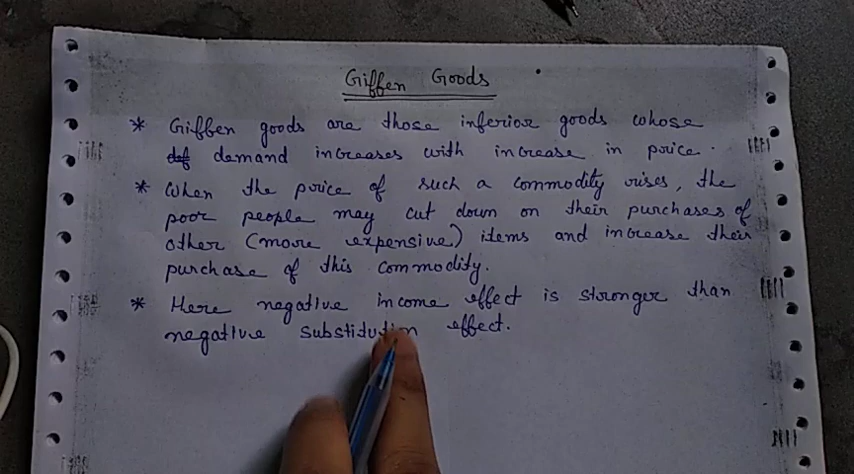 Giffen Goods
* Giffen goods are those inferior goods whose
demand increases with increase in price.
* When the price of such a commodity rises, the
poor people may cut down on their purchases of
other (more expensive) items and increase their
purchase of this commodity.
* Here negative income effect is stronger than
negative substitution effect.